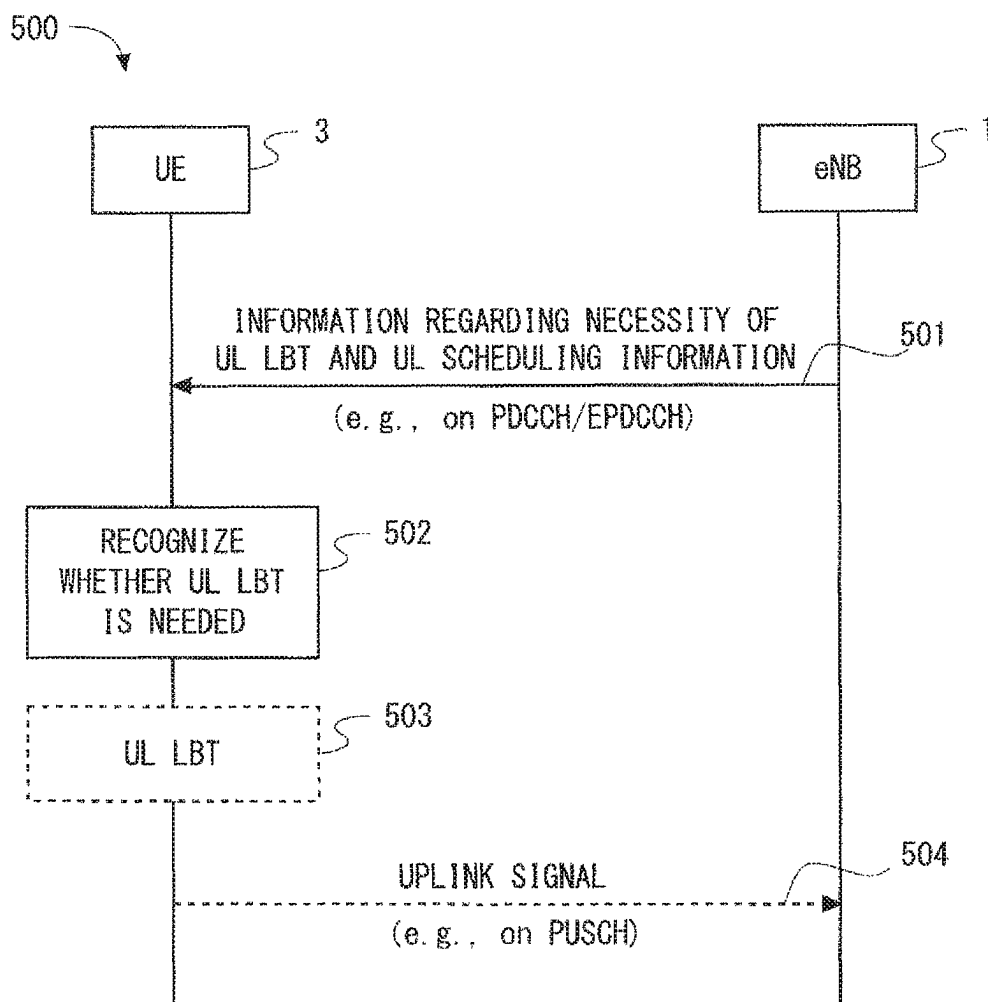 500
3
1
UE
eNB
INFORMATION REGARDING NECESSITY OF
UL LBT AND UL SCHEDULING INFORMATION
501
(e.g., on PDCCH/EPDCCH)
RECOGNIZE
WHETHER UL LBT
IS NEEDED
502
UL LBT
503
UPLINK SIGNAL
504
(e.g., on PUSCH)